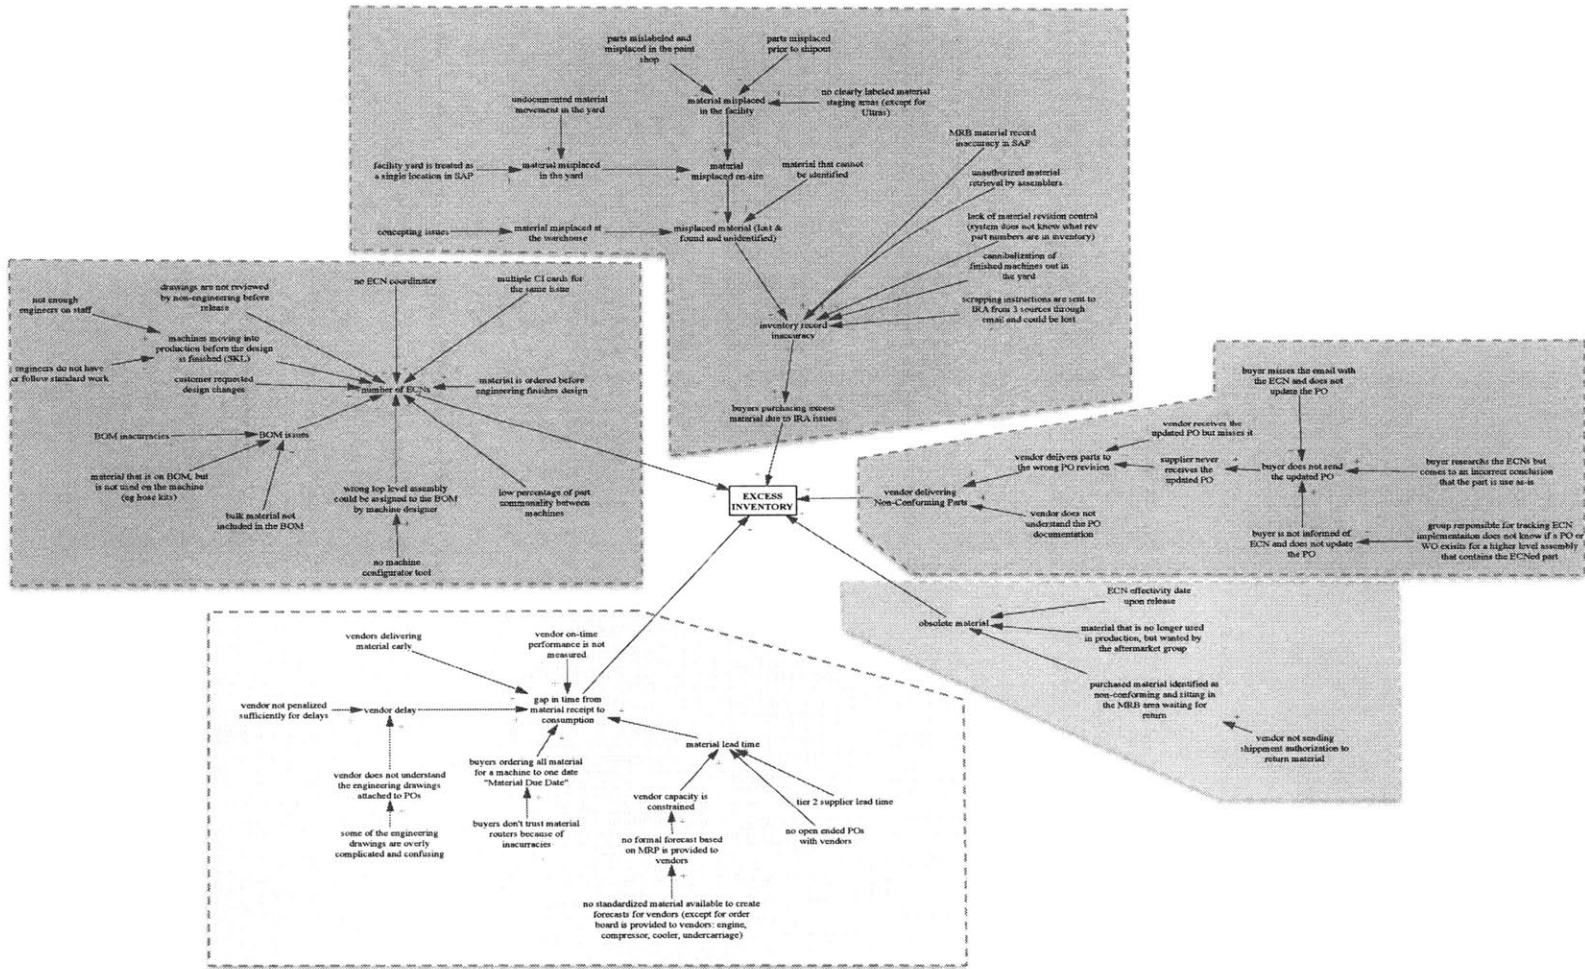 parts mislabeled and
misplaced in the paint
shop
parts misplaced
prior to shipout
undocumented material
movement in the yard
material misplaced
in the facility
no clearly labeled material
staging areas (except for
Ultras)
MRB material record
inaccuracy in SAP
facility yard is treated as
a single location in SAP
material misplaced
in the yard
material
misplaced on-site
material that cannot
be identified
unauthorized material
retrieval by assemblers
concepting issues
material misplaced at
the warehouse
misplaced material (lost &
found and unidentified)
lack of material revision control
(system does not know what rev
part numbers are in inventory)
cannibalization of
finished machines out in
the yard
scrapping instructions are sent to
IRA from 3 sources through
email and could be lost
inventory record
inaccuracy
buyers purchasing excess
material due to IRA issues
not enough
engineers on staff
drawings are not reviewed
by non-engineering before
release
no ECN coordinator
multiple CI cards for
the same issue
machines moving into
production before the design
is finished (SKL)
engineers do not have
or follow standard work
customer requested
design changes
number of ECNs
material is ordered before
engineering finishes design
BOM inacurracies
BOM issues
material that is on BOM, but
is not used on the machine
(eg hose kits)
bulk material not
included in the BOM
wrong top level assembly
could be assigned to the BOM
by machine designer
low percentage of part
commonality between
machines
no machine
configurator tool
EXCESS
INVENTORY
buyer misses the email with
the ECN and does not
update the PO
vendor receives the
updated PO but misses it
vendor delivers parts to
the wrong PO revision
supplier never
receives the
updated PO
buyer does not send
the updated PO
buyer researchs the ECNs but
comes to an incorrect conclusion
that the part is use as-is
vendor delivering
Non-Conforming Parts
vendor does not
understand the PO
documentation
buyer is not informed of
ECN and does not update
the PO
group responsible for tracking ECN
implementaiton does not know if a PO or
WO exisits for a higher level assembly
that contains the ECNed part
ECN effectivity date
upon release
obsolete material
material that is no longer used
in production, but wanted by
the aftermarket group
purchased material identified as
non-conforming and sitting in
the MRB area waiting for
return
vendor not sending
shippment authorization to
return material
vendors delivering
material early
vendor on-time
performance is not
measured
vendor not penalized
sufficiently for delays
vendor delay
gap in time from
material receipt to
consumption
material lead time
vendor does not understand
the engineering drawings
attached to POs
buyers ordering all material
for a machine to one date
"Material Due Date"
vendor capacity is
constrained
tier 2 supplier lead time
some of the engineering
drawings are overly
complicated and confusing
buyers don't trust material
routers because of
inacurracies
no formal forecast based
on MRP is provided to
vendors
no open ended POs
with vendors
no standardized material available to create
forecasts for vendors (except for order
board is provided to vendors: engine,
compressor, cooler, undercarriage)